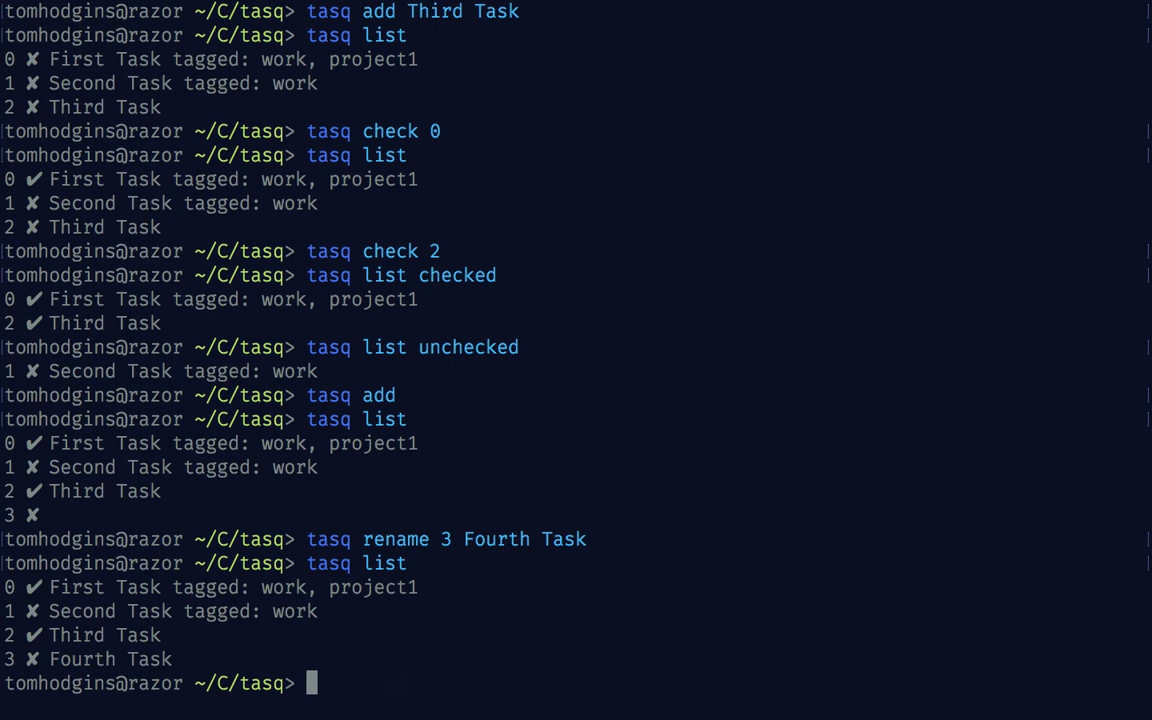 tomhodgins@razor ~/C/tasq> tasq add Third Task
tomhodgins@razor ~/C/tasq> tasq list
0 ✘ First Task tagged: work, project1
1 ✘ Second Task tagged: work
2 ✘ Third Task
tomhodgins@razor ~/C/tasq> tasq check 0
tomhodgins@razor ~/C/tasq> tasq list
0 ✔ First Task tagged: work, project1
1 ✘ Second Task tagged: work
2 ✘ Third Task
tomhodgins@razor ~/C/tasq> tasq check 2
tomhodgins@razor ~/C/tasq> tasq list checked
0 ✔ First Task tagged: work, project1
2 ✔ Third Task
tomhodgins@razor ~/C/tasq> tasq list unchecked
1 ✘ Second Task tagged: work
tomhodgins@razor ~/C/tasq> tasq add
tomhodgins@razor ~/C/tasq> tasq list
0 ✔ First Task tagged: work, project1
1 ✘ Second Task tagged: work
2 ✔ Third Task
3 ✘
tomhodgins@razor ~/C/tasq> tasq rename 3 Fourth Task
tomhodgins@razor ~/C/tasq> tasq list
0 ✔ First Task tagged: work, project1
1 ✘ Second Task tagged: work
2 ✔ Third Task
3 ✘ Fourth Task
tomhodgins@razor ~/C/tasq>